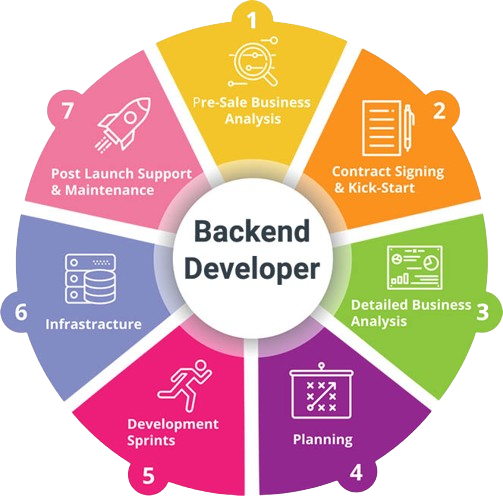 1
Pre-Sale Business
Analysis
2
Contract Signing
& Kick-Start
3
Detailed Business
Analysis
4
Planning
5
Development
Sprints
6
Infrastracture
7
Post Launch Support
& Maintenance
Backend
Developer